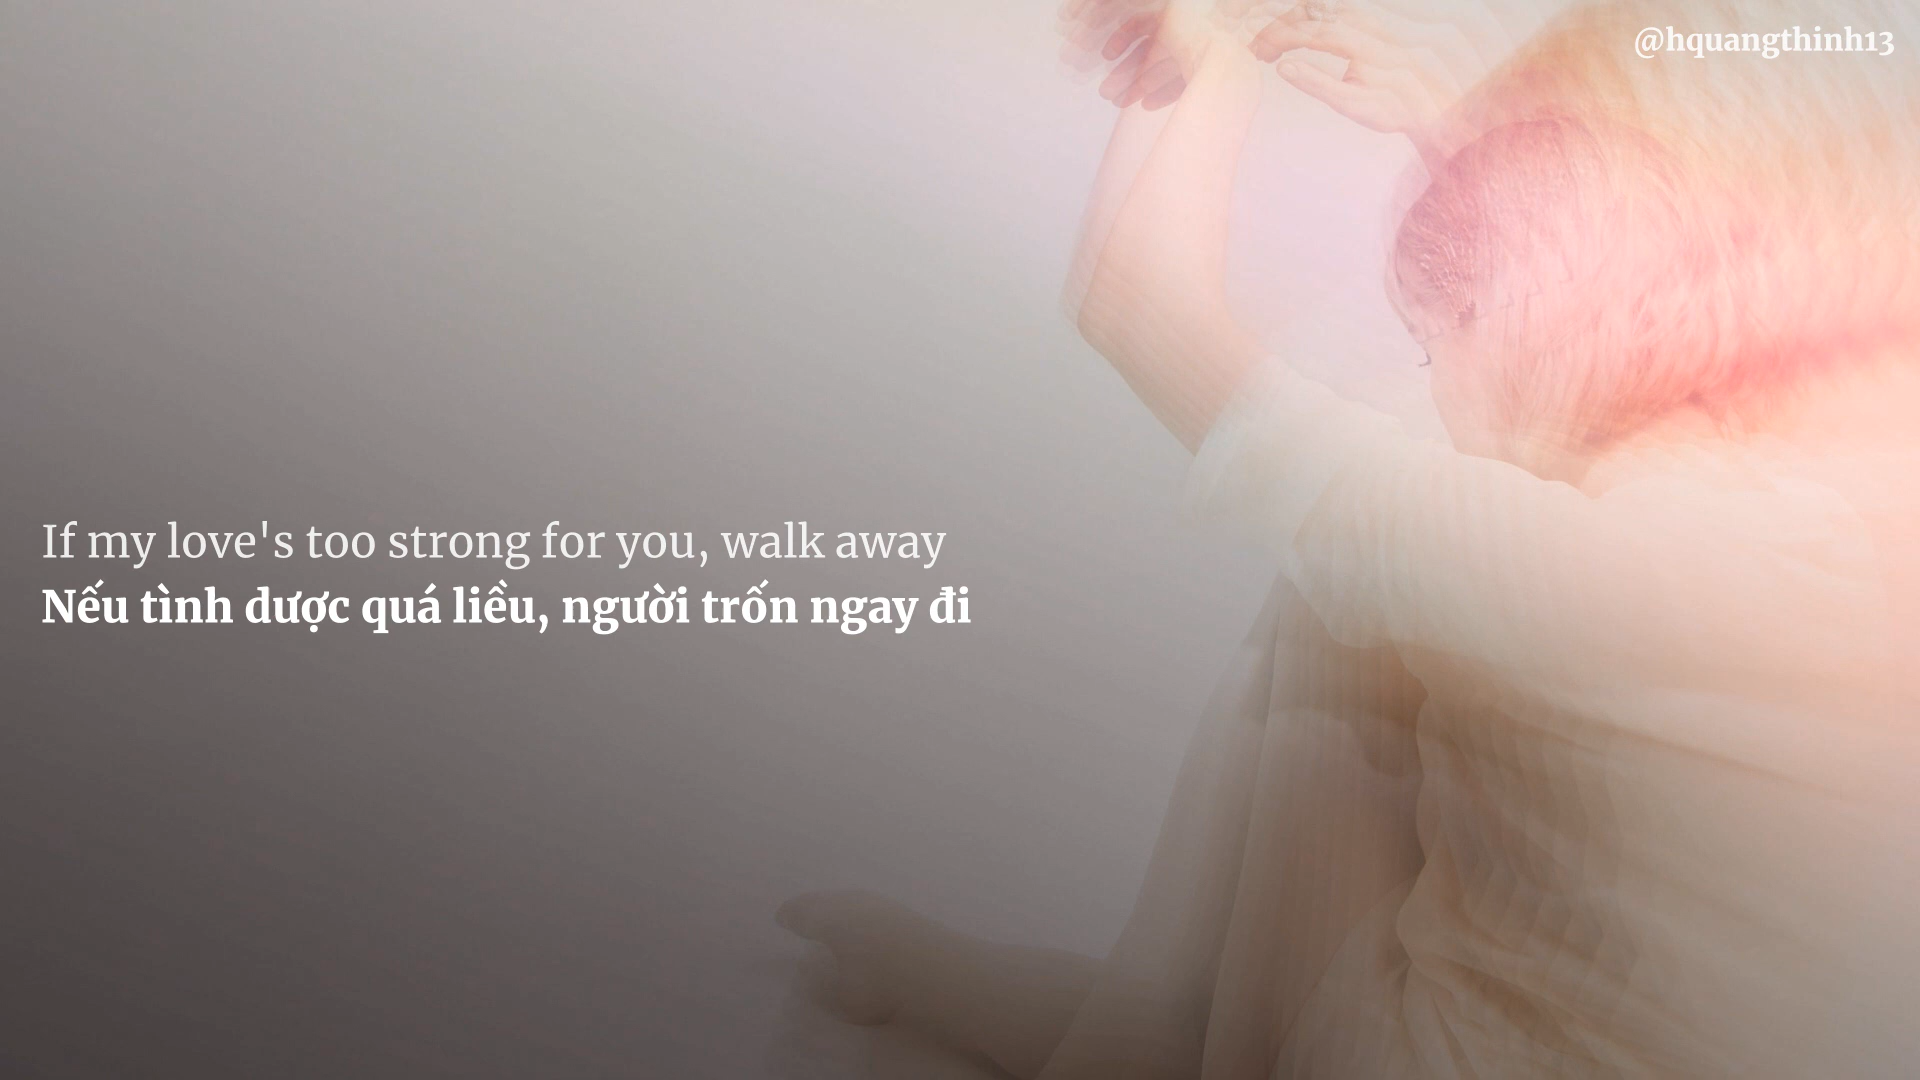 @hquangthinh13
If my love's too strong for you, walk away
Nếu tình dược quá liều, người trốn ngay đi